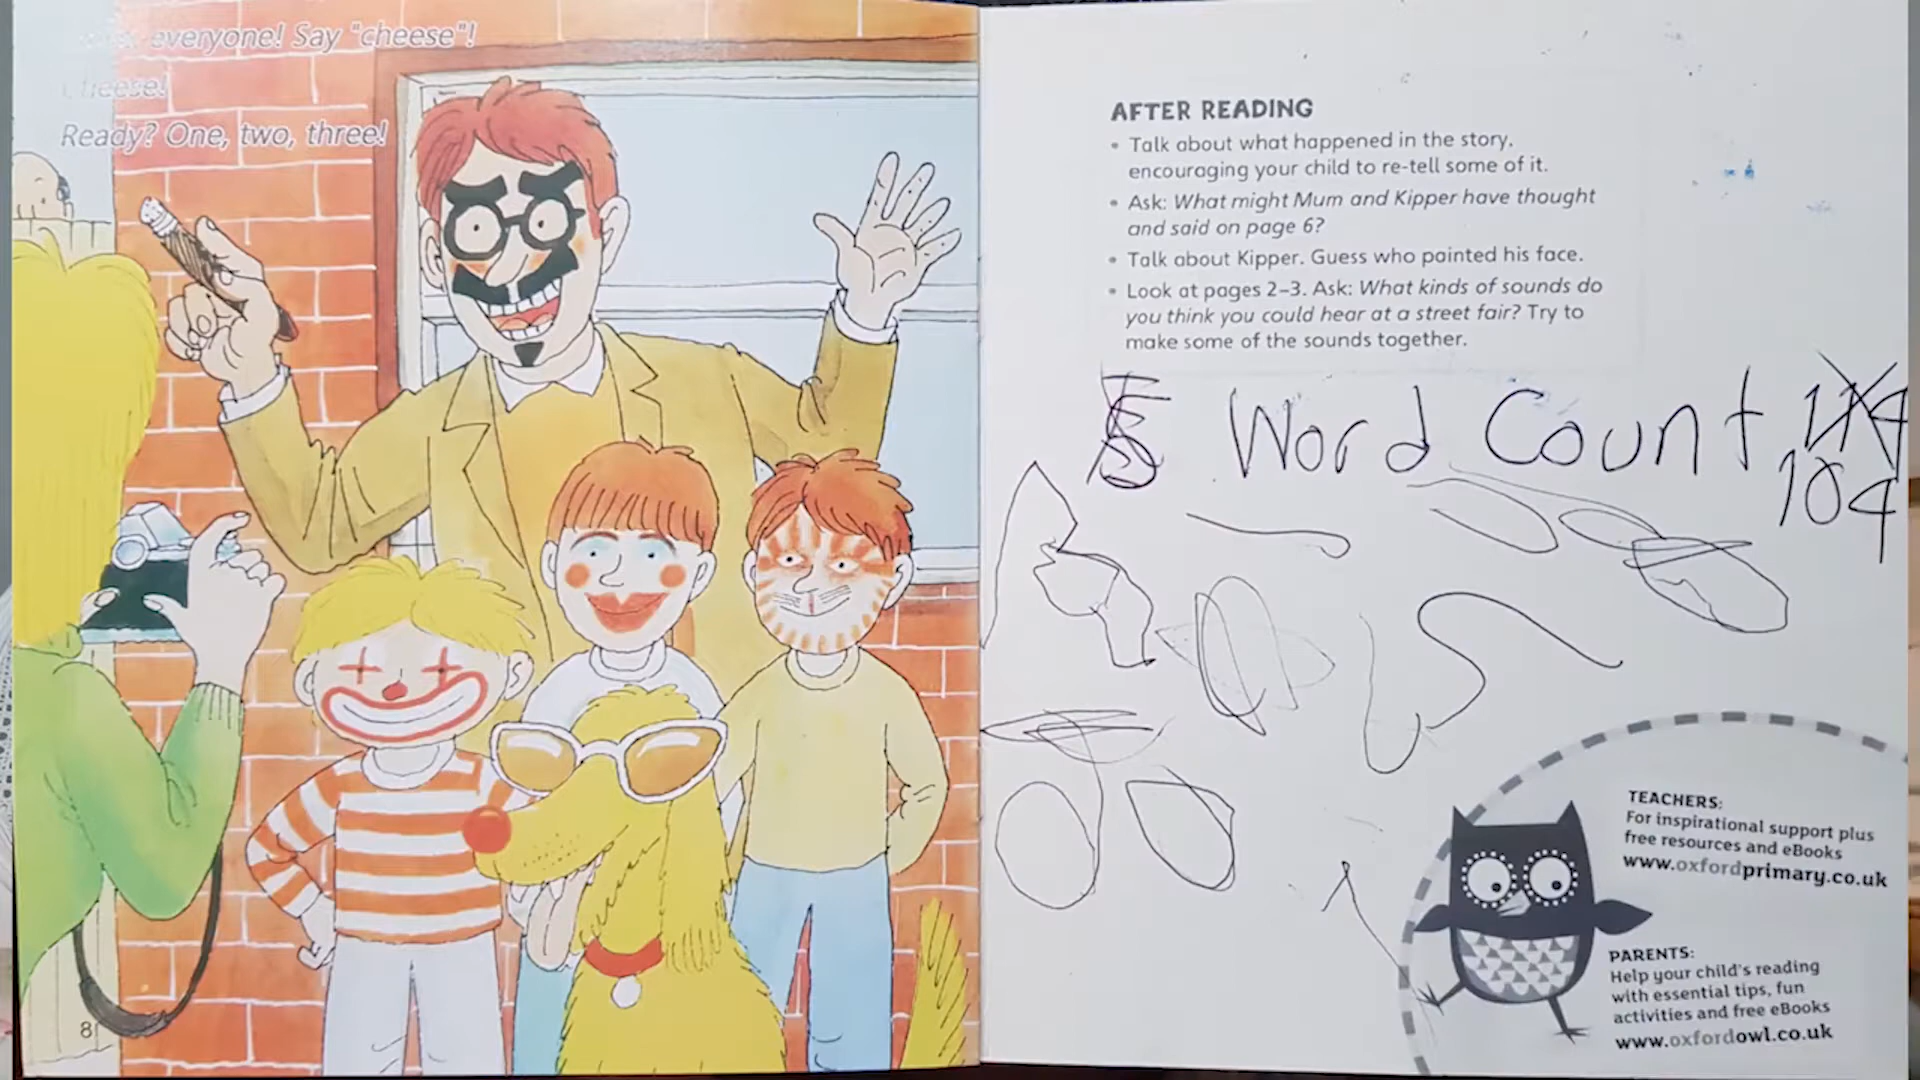 everyone! Say "cheese"!
Cheese!
Ready? One, two, three!
8
AFTER READING
• Talk about what happened in the story,
encouraging your child to re-tell some of it.
• Ask: What might Mum and Kipper have thought
and said on page 6?
• Talk about Kipper. Guess who painted his face.
• Look at pages 2–3. Ask: What kinds of sounds do
you think you could hear at a street fair? Try to
make some of the sounds together.
Word Count
104
TEACHERS:
For inspirational support plus
free resources and eBooks
www.oxfordprimary.co.uk
PARENTS:
Help your child's reading
with essential tips, fun
activities and free eBooks
www.oxfordowl.co.uk